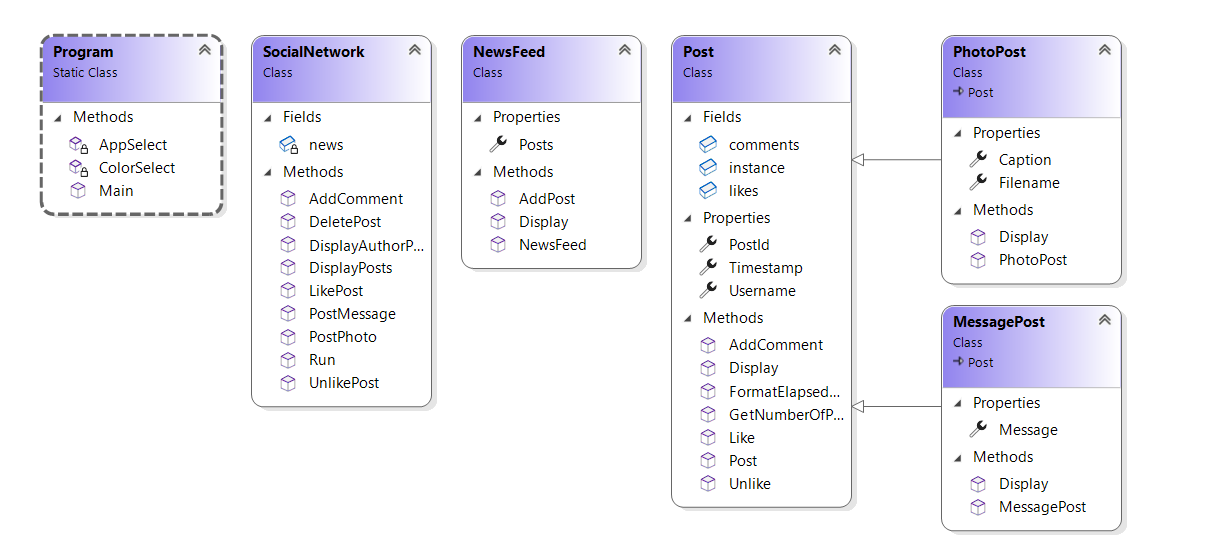 Program
Static Class
Methods
AppSelect
ColorSelect
Main
SocialNetwork
Class
Fields
news
Methods
AddComment
DeletePost
DisplayAuthorP...
DisplayPosts
LikePost
PostMessage
PostPhoto
Run
UnlikePost
NewsFeed
Class
Properties
Posts
Methods
AddPost
Display
NewsFeed
Post
Class
Fields
comments
instance
likes
Properties
PostId
Timestamp
Username
Methods
AddComment
Display
FormatElapsed...
GetNumberOfP...
Like
Post
Unlike
PhotoPost
Class
Post
Properties
Caption
Filename
Methods
Display
PhotoPost
MessagePost
Class
Post
Properties
Message
Methods
Display
MessagePost